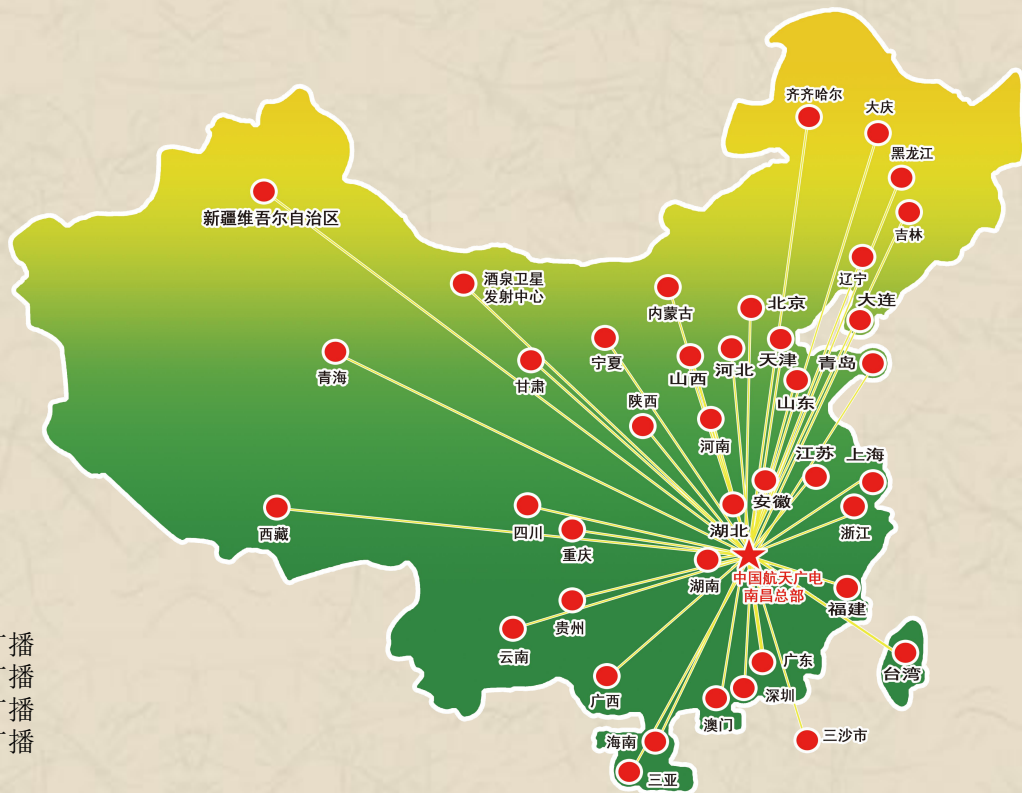 齐齐哈尔
大庆
黑龙江
新疆维吾尔自治区
吉林
辽宁
酒泉卫星
发射中心
内蒙古
北京
大连
宁夏
山西
河北
天津
青岛
青海
甘肃
陕西
山东
河南
江苏
上海
安徽
西藏
四川
重庆
湖北
浙江
湖南
中国航天广电
南昌总部
福建
贵州
云南
广东
台湾
广西
深圳
澳门
海南
三沙市
三亚
播
播
播
播